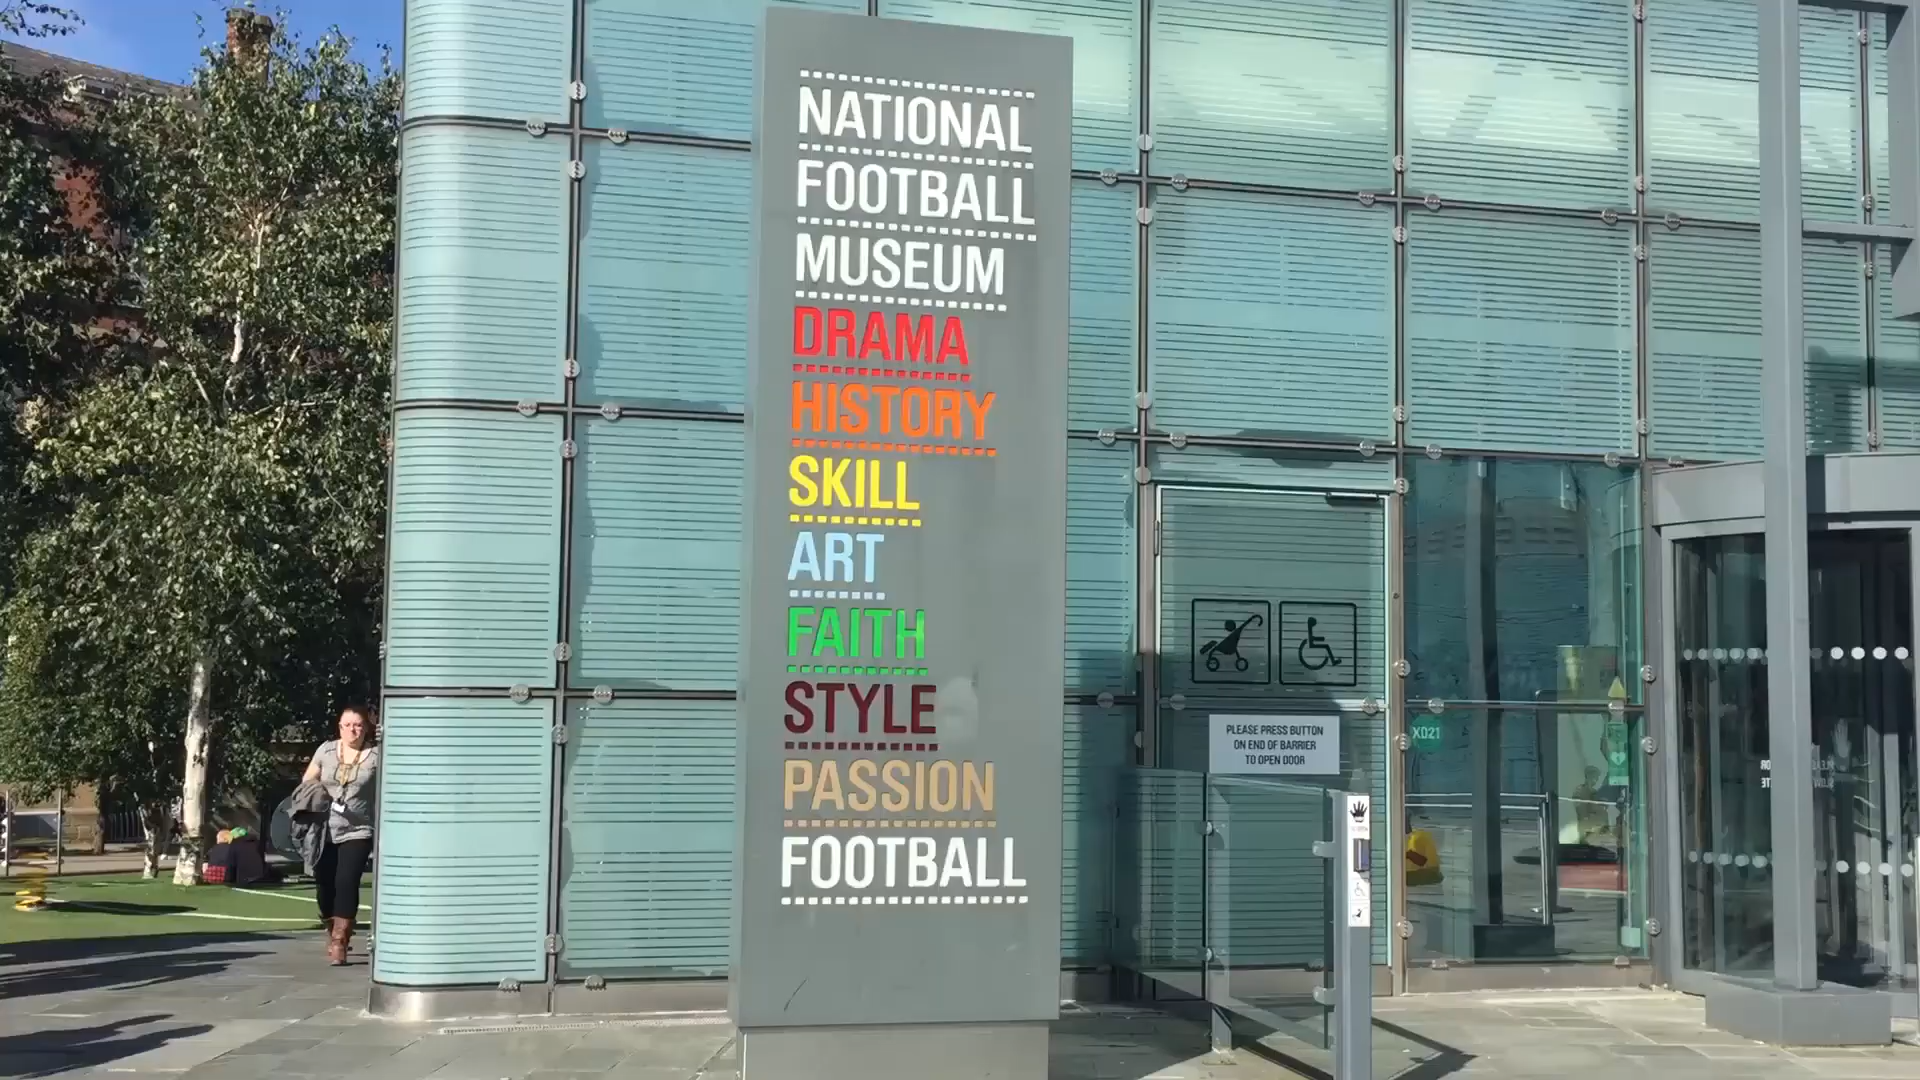 NATIONAL
FOOTBALL
MUSEUM
DRAMA
HISTORY
SKILL
ART
FAITH
STYLE
PASSION
FOOTBALL
PLEASE PRESS BUTTON
ON END OF BARRIER
TO OPEN DOOR
XD21